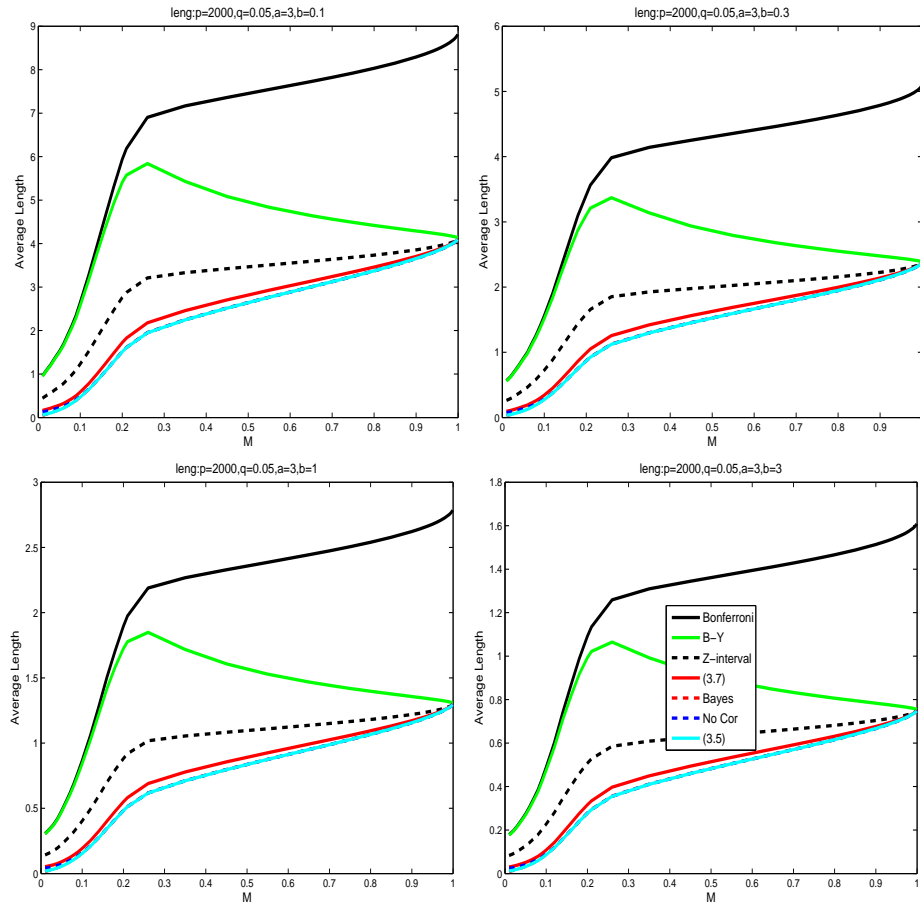 leng:p=2000,q=0.05,a=3,b=0.1
9
8
7
6
5
4
3
2
1
0
Average Length
0 0.1 0.2 0.3 0.4 0.5 0.6 0.7 0.8 0.9 1
M
leng:p=2000,q=0.05,a=3,b=0.3
6
5
4
3
2
1
0
Average Length
0 0.1 0.2 0.3 0.4 0.5 0.6 0.7 0.8 0.9 1
M
leng:p=2000,q=0.05,a=3,b=1
3
2.5
2
1.5
1
0.5
0
Average Length
0 0.1 0.2 0.3 0.4 0.5 0.6 0.7 0.8 0.9 1
M
leng:p=2000,q=0.05,a=3,b=3
1.8
1.6
1.4
1.2
1
0.8
0.6
0.4
0.2
0
Average Length
Bonferroni
B−Y
Z−interval
(3.7)
Bayes
No Cor
(3.5)
0 0.1 0.2 0.3 0.4 0.5 0.6 0.7 0.8 0.9 1
M